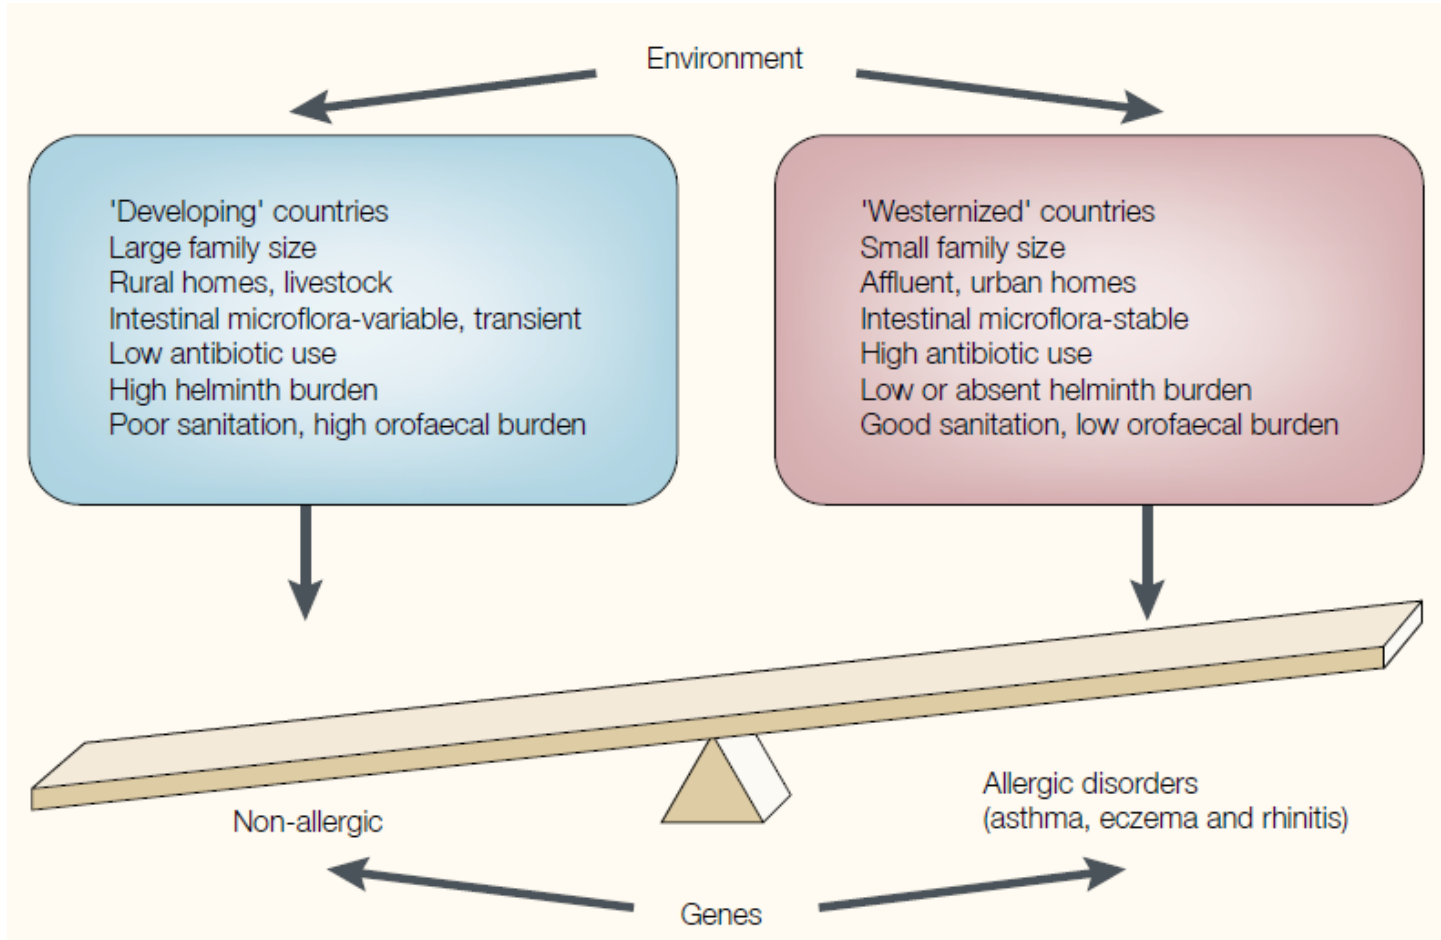 Environment
'Developing' countries
Large family size
Rural homes, livestock
Intestinal microflora-variable, transient
Low antibiotic use
High helminth burden
Poor sanitation, high orofaecal burden
'Westernized' countries
Small family size
Affluent, urban homes
Intestinal microflora-stable
High antibiotic use
Low or absent helminth burden
Good sanitation, low orofaecal burden
Non-allergic
Allergic disorders
(asthma, eczema and rhinitis)
Genes